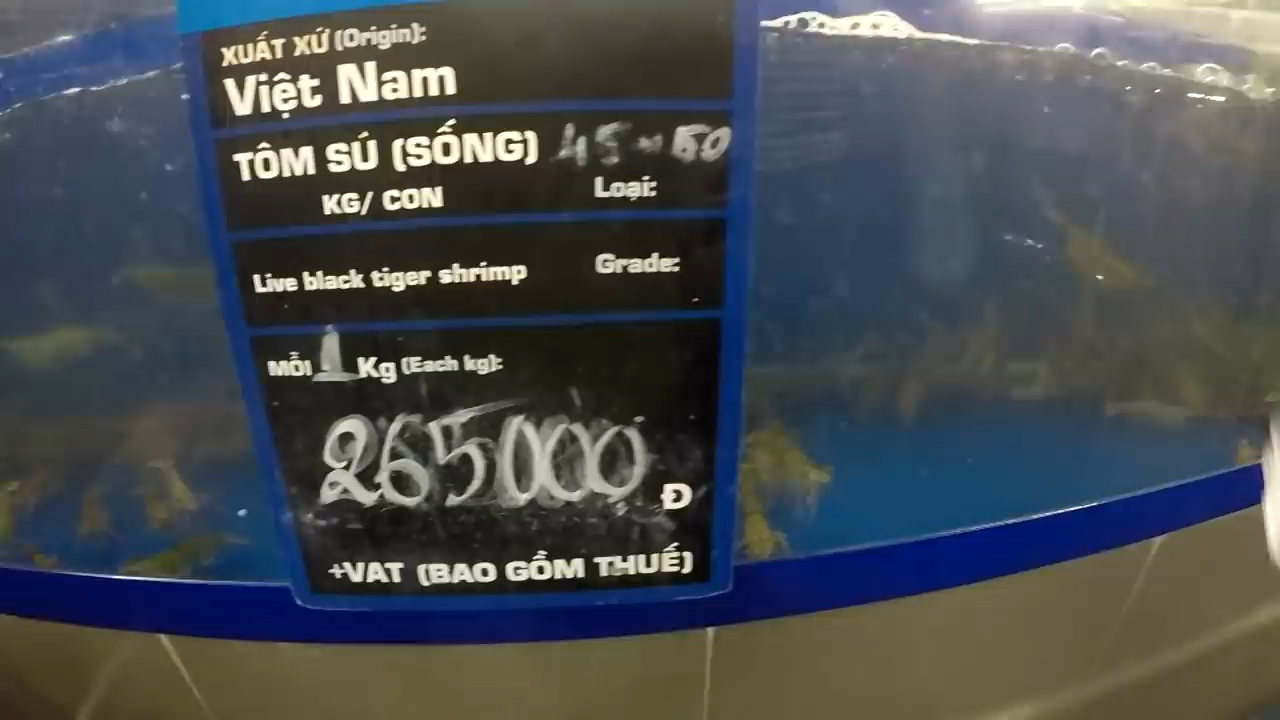 XUẤT XỨ (Origin):
Việt Nam
TÔM SÚ (SỐNG) 45 ~ 50
KG/ CON Loại:
Live black tiger shrimp Grade:
MỖI 1 Kg (Each kg):
265000 Đ
+VAT (BAO GỒM THUẾ)